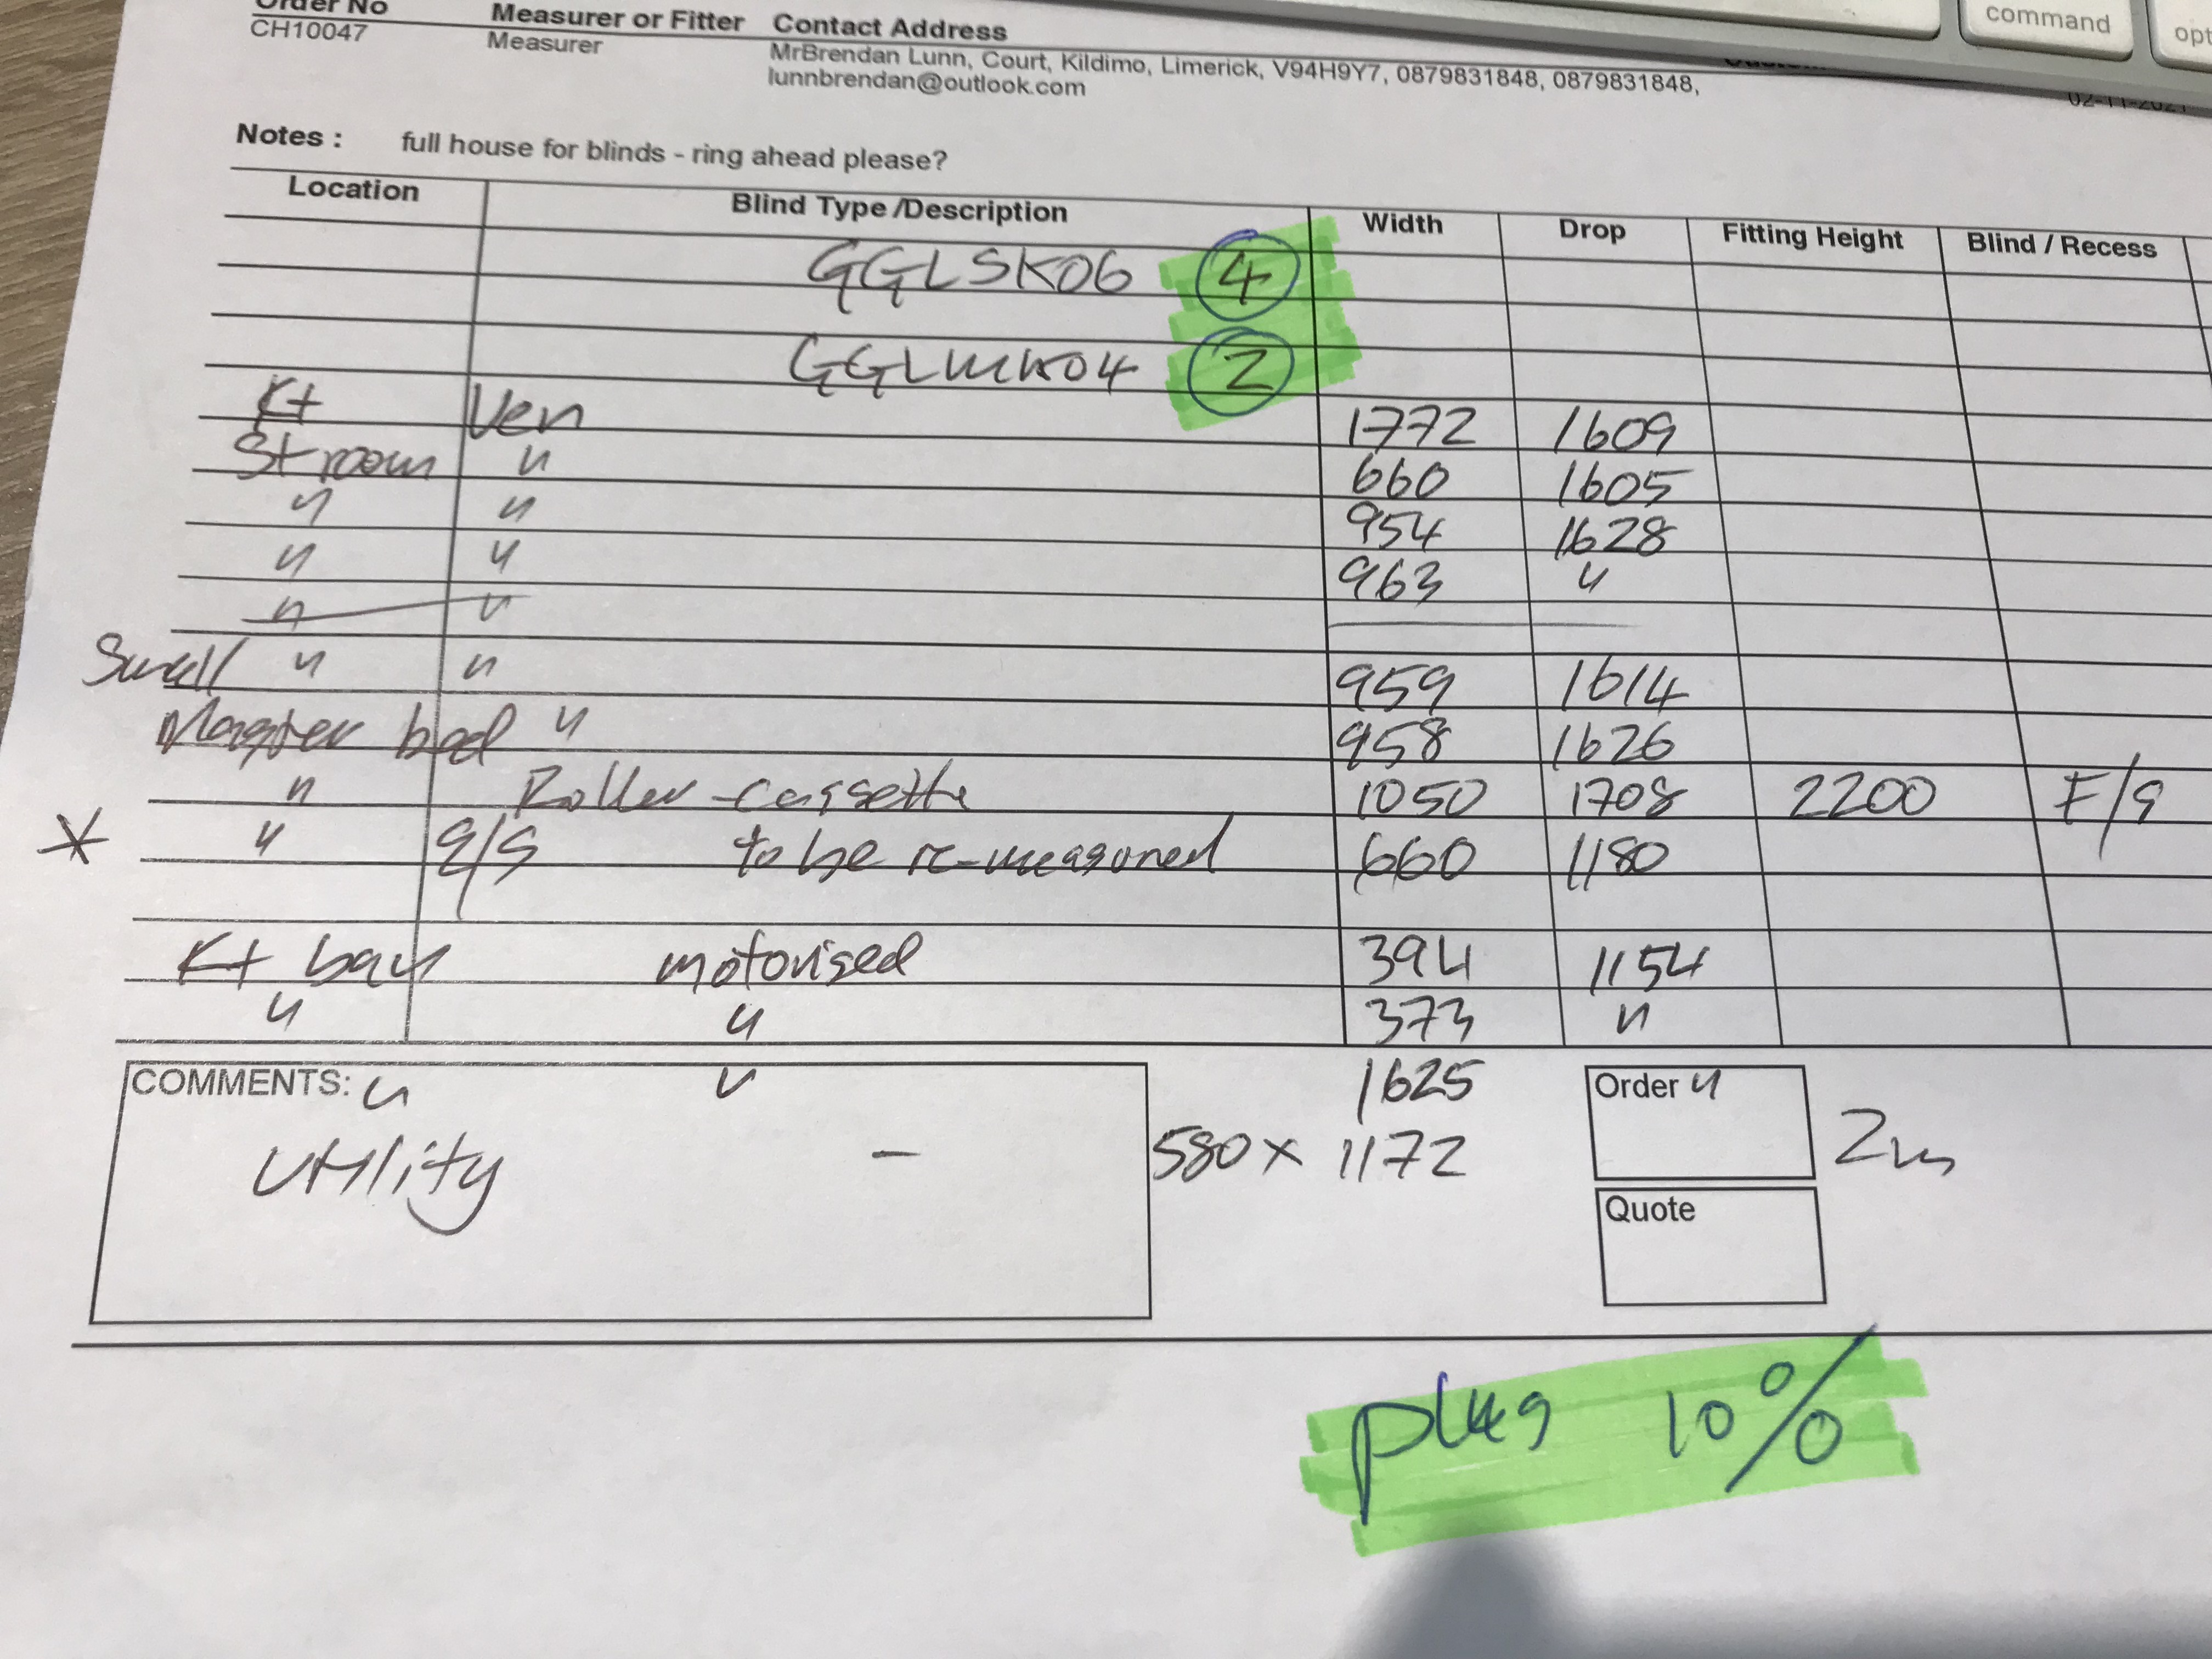 Order No Measurer or Fitter Contact Address
CH10047 Measurer MrBrendan Lunn, Court, Kildimo, Limerick, V94H9Y7, 0879831848, 0879831848,
lunnbrendan@outlook.com
02-11-2021
command
opt
Notes : full house for blinds - ring ahead please?
Location Blind Type /Description Width Drop Fitting Height Blind / Recess
GGLSK06 4
GGLMK04 2
Kt Ven 1772 1609
St room " 660 1605
" " 954 1628
" " 963 "
" "
Small " " 959 1614
Master bed " 958 1626
" Roller cassette 1050 1708 2200 F/s
* " e/s to be re-measured 660 1180
Kt bay motorised 394 1154
" " 373 "
COMMENTS: " " 1625 Order "
Utility - 580 x 1172 2m
Quote
plus 10%